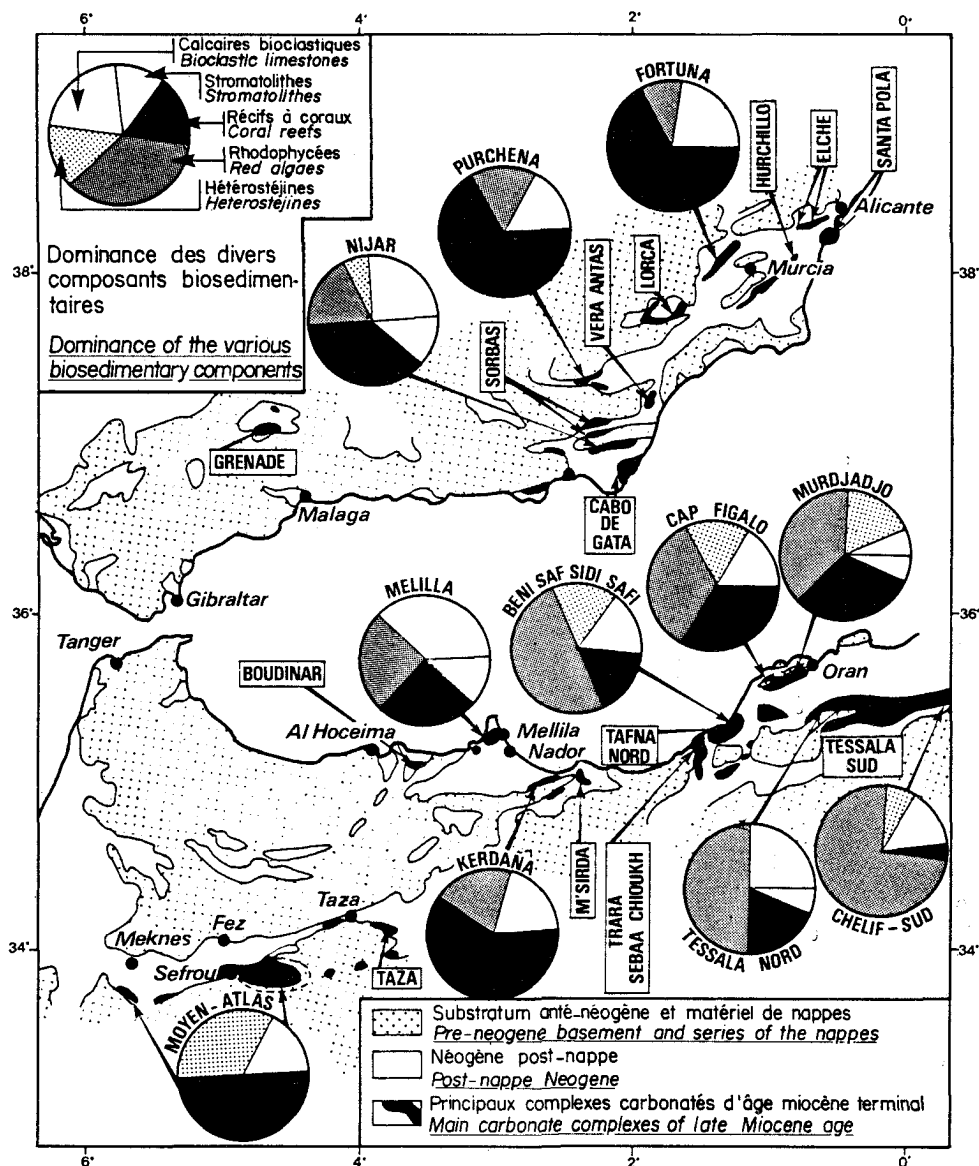 6°
4°
2°
0°
Calcaires bioclastiques
Bioclastic limestones
Stromatolithes
Stromatolithes
Récifs à coraux
Coral reefs
Rhodophycées
Red algaes
Hétérostéjines
Heterostéjines
Dominance des divers
composants biosedimen-
taires
Dominance of the various
biosedimentary components
FORTUNA
PURCHENA
NIJAR
HURCHILLO
ELCHE
SANTA POLA
Alicante
Murcia
LORCA
VERA ANTAS
SORBAS
38°
38°
GRENADE
Malaga
CABO
DE
GATA
MURDJADJO
CAP FIGALO
BENI SAF SIDI SAFI
MELILLA
Gibraltar
36°
36°
Tanger
Oran
BOUDINAR
Al Hoceima
Mellila
Nador
TAFNA
NORD
TESSALA
SUD
KERDAÑA
M'SIRDA
TRARA
SEBAA CHIOUKH
TESSALA NORD
CHELIF-SUD
Taza
Fez
Meknes
34°
34°
Sefrou
TAZA
MOYEN-ATLAS
Substratum anté-néogène et matériel de nappes
Pre-neogene basement and series of the nappes
Néogène post-nappe
Post-nappe Neogene
Principaux complexes carbonatés d'âge miocène terminal
Main carbonate complexes of late Miocene age
6°
4°
2°
0°